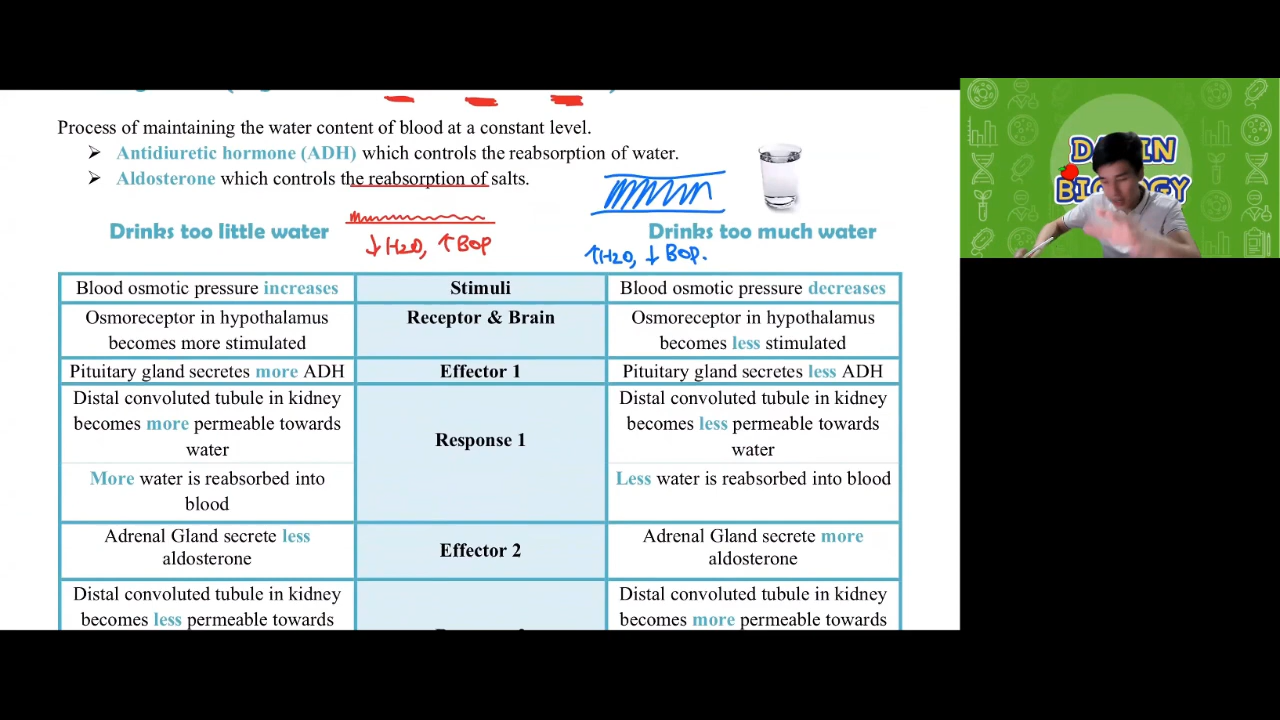 Process of maintaining the water content of blood at a constant level.
➢ Antidiuretic hormone (ADH) which controls the reabsorption of water.
➢ Aldosterone which controls the reabsorption of salts.
Drinks too little water
↓ H2O, ↑ BOP
Drinks too much water
↑ H2O, ↓ BOP.
Blood osmotic pressure increases
Stimuli
Blood osmotic pressure decreases
Osmoreceptor in hypothalamus
becomes more stimulated
Receptor & Brain
Osmoreceptor in hypothalamus
becomes less stimulated
Pituitary gland secretes more ADH
Effector 1
Pituitary gland secretes less ADH
Distal convoluted tubule in kidney
becomes more permeable towards
water
More water is reabsorbed into
blood
Response 1
Distal convoluted tubule in kidney
becomes less permeable towards
water
Less water is reabsorbed into blood
Adrenal Gland secrete less
aldosterone
Effector 2
Adrenal Gland secrete more
aldosterone
Distal convoluted tubule in kidney
becomes less permeable towards
Distal convoluted tubule in kidney
becomes more permeable towards